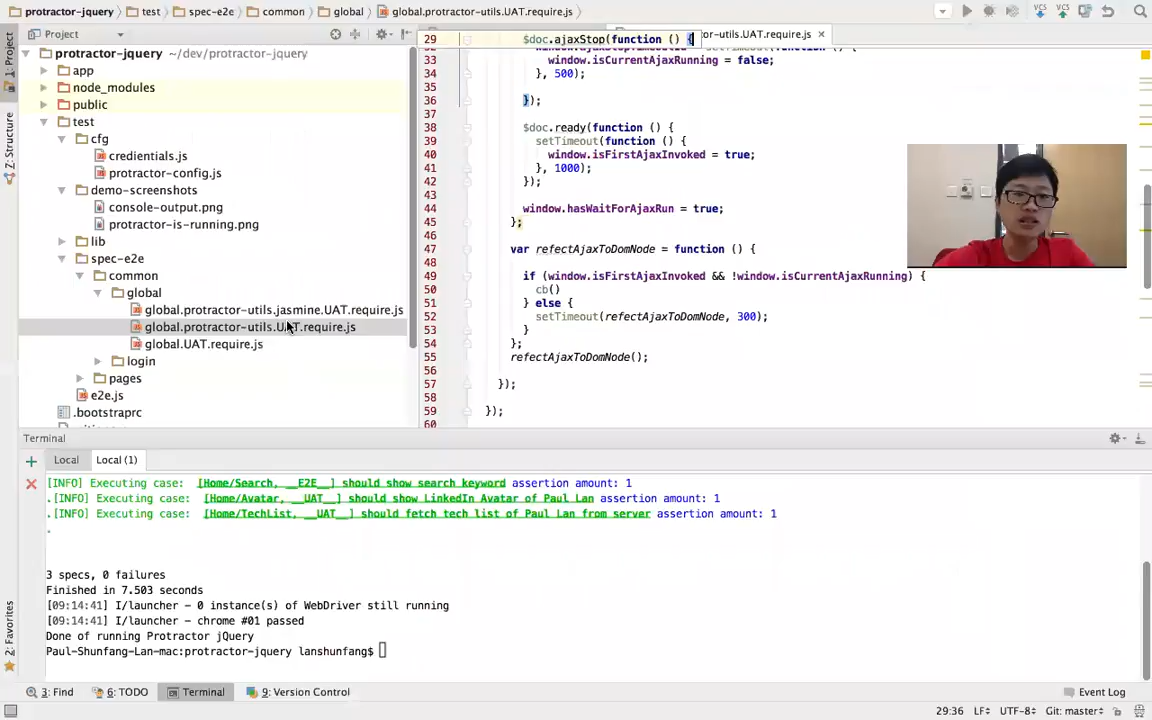 protractor-jquery test spec-e2e common global global.protractor-utils.UAT.require.js
VCS VCS
Project
r-utils.UAT.require.js
1: Project
Z: Structure
2: Favorites
protractor-jquery ~/dev/protractor-jquery
app
node_modules
public
test
cfg
credentials.js
protractor-config.js
demo-screenshots
console-output.png
protractor-is-running.png
lib
spec-e2e
common
global
global.protractor-utils.jasmine.UAT.require.js
global.protractor-utils.UAT.require.js
global.UAT.require.js
login
pages
e2e.js
.bootstraprc
29 $doc.ajaxStop(function () {
33 window.isCurrentAjaxRunning = false;
34 }, 500);
35
36 });
37
38 $doc.ready(function () {
39 setTimeout(function () {
40 window.isFirstAjaxInvoked = true;
41 }, 1000);
42 });
43
44 window.hasWaitForAjaxRun = true;
45 };
46
47 var refectAjaxToDomNode = function () {
48
49 if (window.isFirstAjaxInvoked && !window.isCurrentAjaxRunning) {
50 cb()
51 } else {
52 setTimeout(refectAjaxToDomNode, 300);
53 }
54 };
55 refectAjaxToDomNode();
56
57 });
58
59 });
60
Terminal
Local Local (1)
[INFO] Executing case: [Home/Search, __E2E__] should show search keyword assertion amount: 1
.[INFO] Executing case: [Home/Avatar, __UAT__] should show LinkedIn Avatar of Paul Lan assertion amount: 1
.[INFO] Executing case: [Home/TechList, __UAT__] should fetch tech list of Paul Lan from server assertion amount: 1
.
3 specs, 0 failures
Finished in 7.503 seconds
[09:14:41] I/launcher - 0 instance(s) of WebDriver still running
[09:14:41] I/launcher - chrome #01 passed
Done of running Protractor jQuery
Paul-Shunfang-Lan-mac:protractor-jquery lanshunfang$
3: Find 6: TODO Terminal 9: Version Control Event Log
29:36 LF UTF-8 Git: master